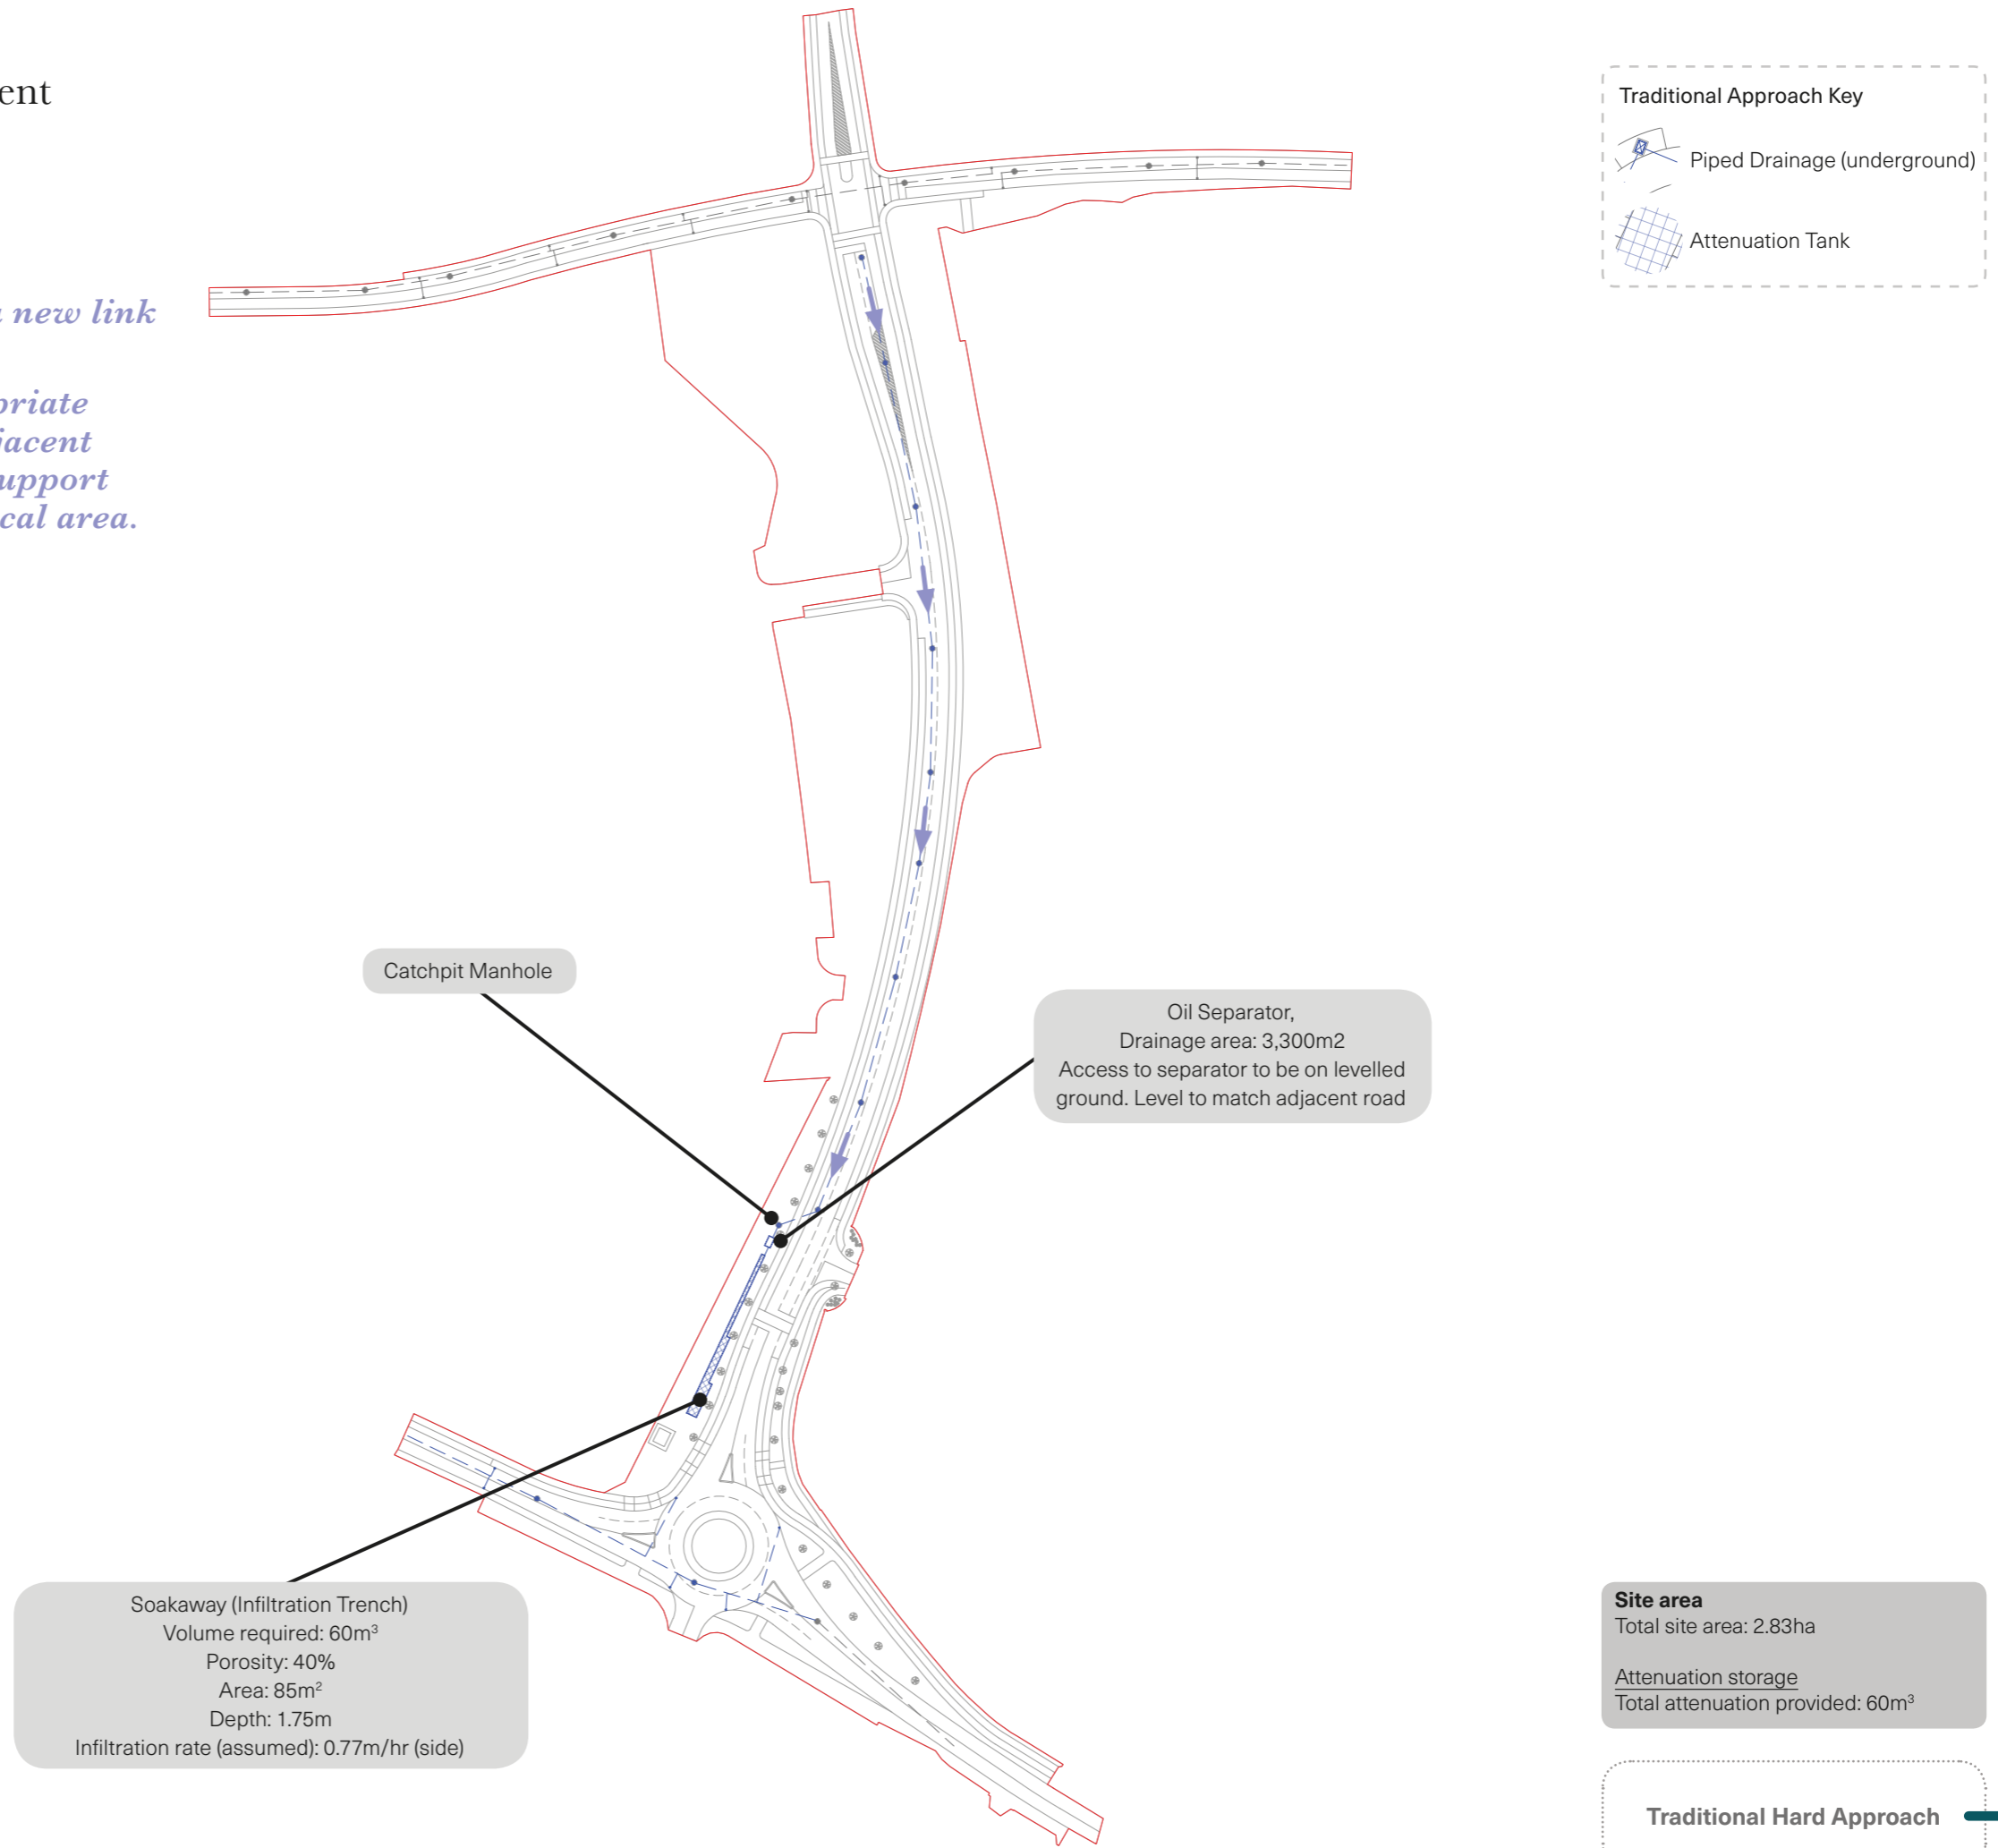 ent
a new link
priate
jacent
upport
cal area.
Traditional Approach Key
Piped Drainage (underground)
Attenuation Tank
Catchpit Manhole
Oil Separator,
Drainage area: 3,300m2
Access to separator to be on levelled
ground. Level to match adjacent road
Soakaway (Infiltration Trench)
Volume required: 60m³
Porosity: 40%
Area: 85m²
Depth: 1.75m
Infiltration rate (assumed): 0.77m/hr (side)
Site area
Total site area: 2.83ha
Attenuation storage
Total attenuation provided: 60m³
Traditional Hard Approach